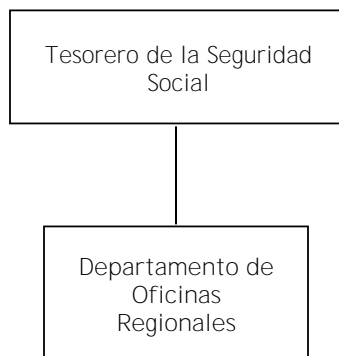 Tesorero de la Seguridad
Social
Departamento de
Oficinas
Regionales